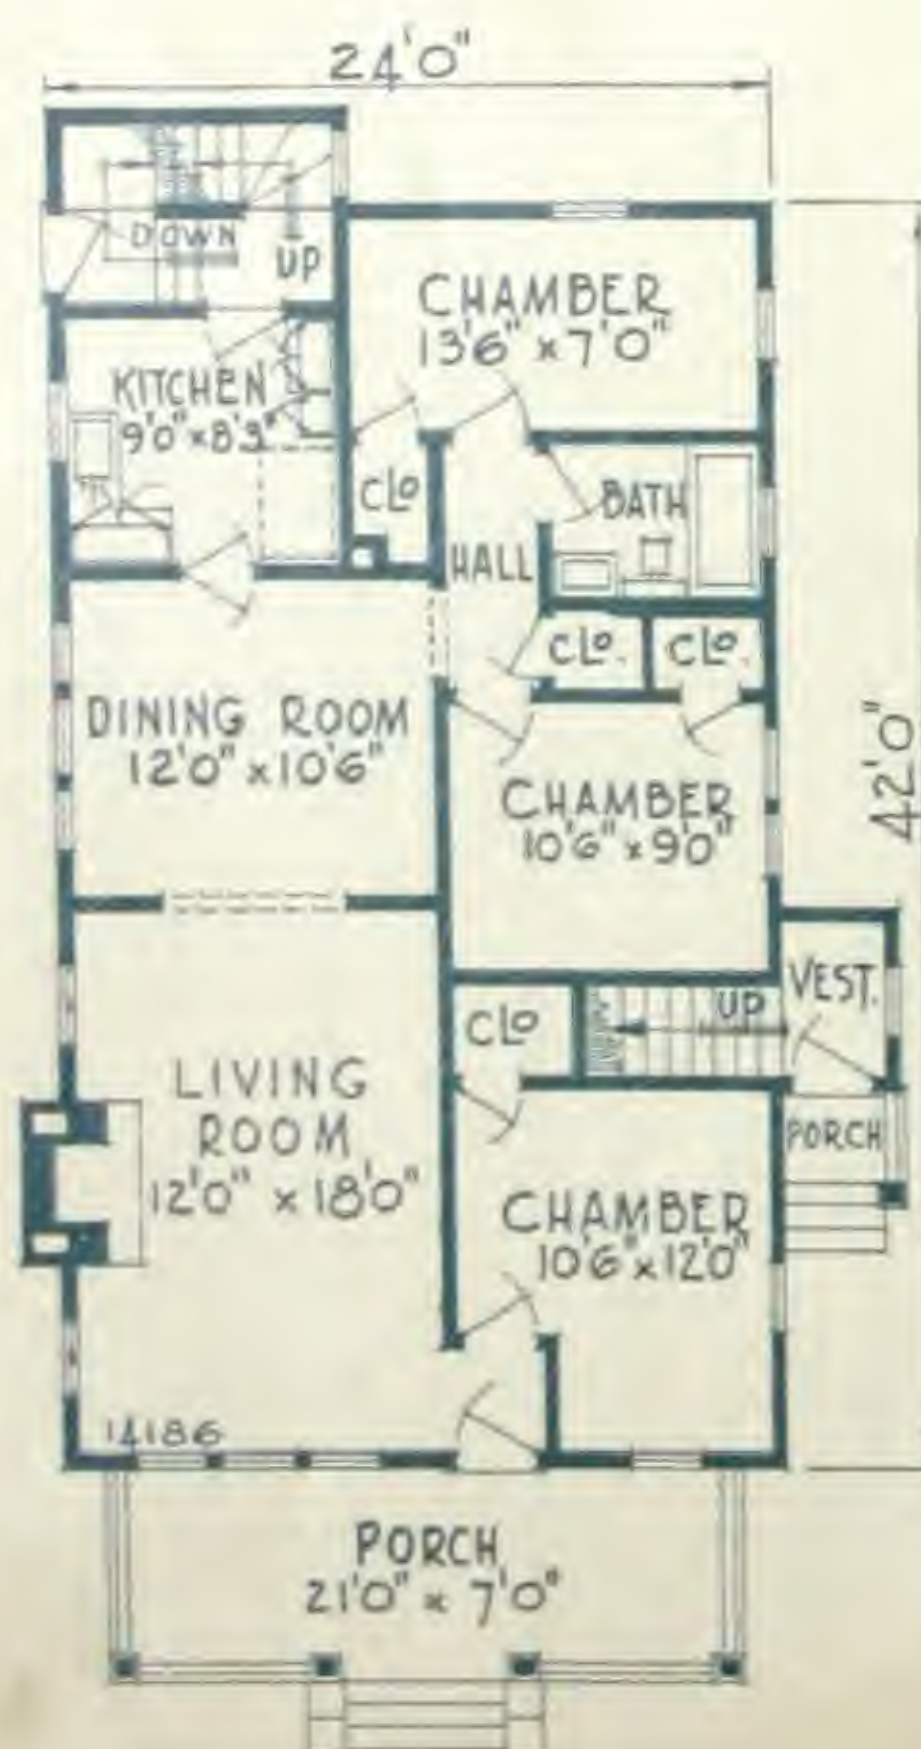 24'0"
DOWN
UP
CHAMBER
13'6" x 7'0"
KITCHEN
9'0" x 8'9"
CLO
BATH
HALL
CLO.
CLO.
DINING ROOM
12'0" x 10'6"
CHAMBER
10'6" x 9'0"
42'0"
VEST.
CLO
UP
LIVING
ROOM
12'0" x 18'0"
PORCH
CHAMBER
10'6" x 12'0"
14186
PORCH
21'0" x 7'0"